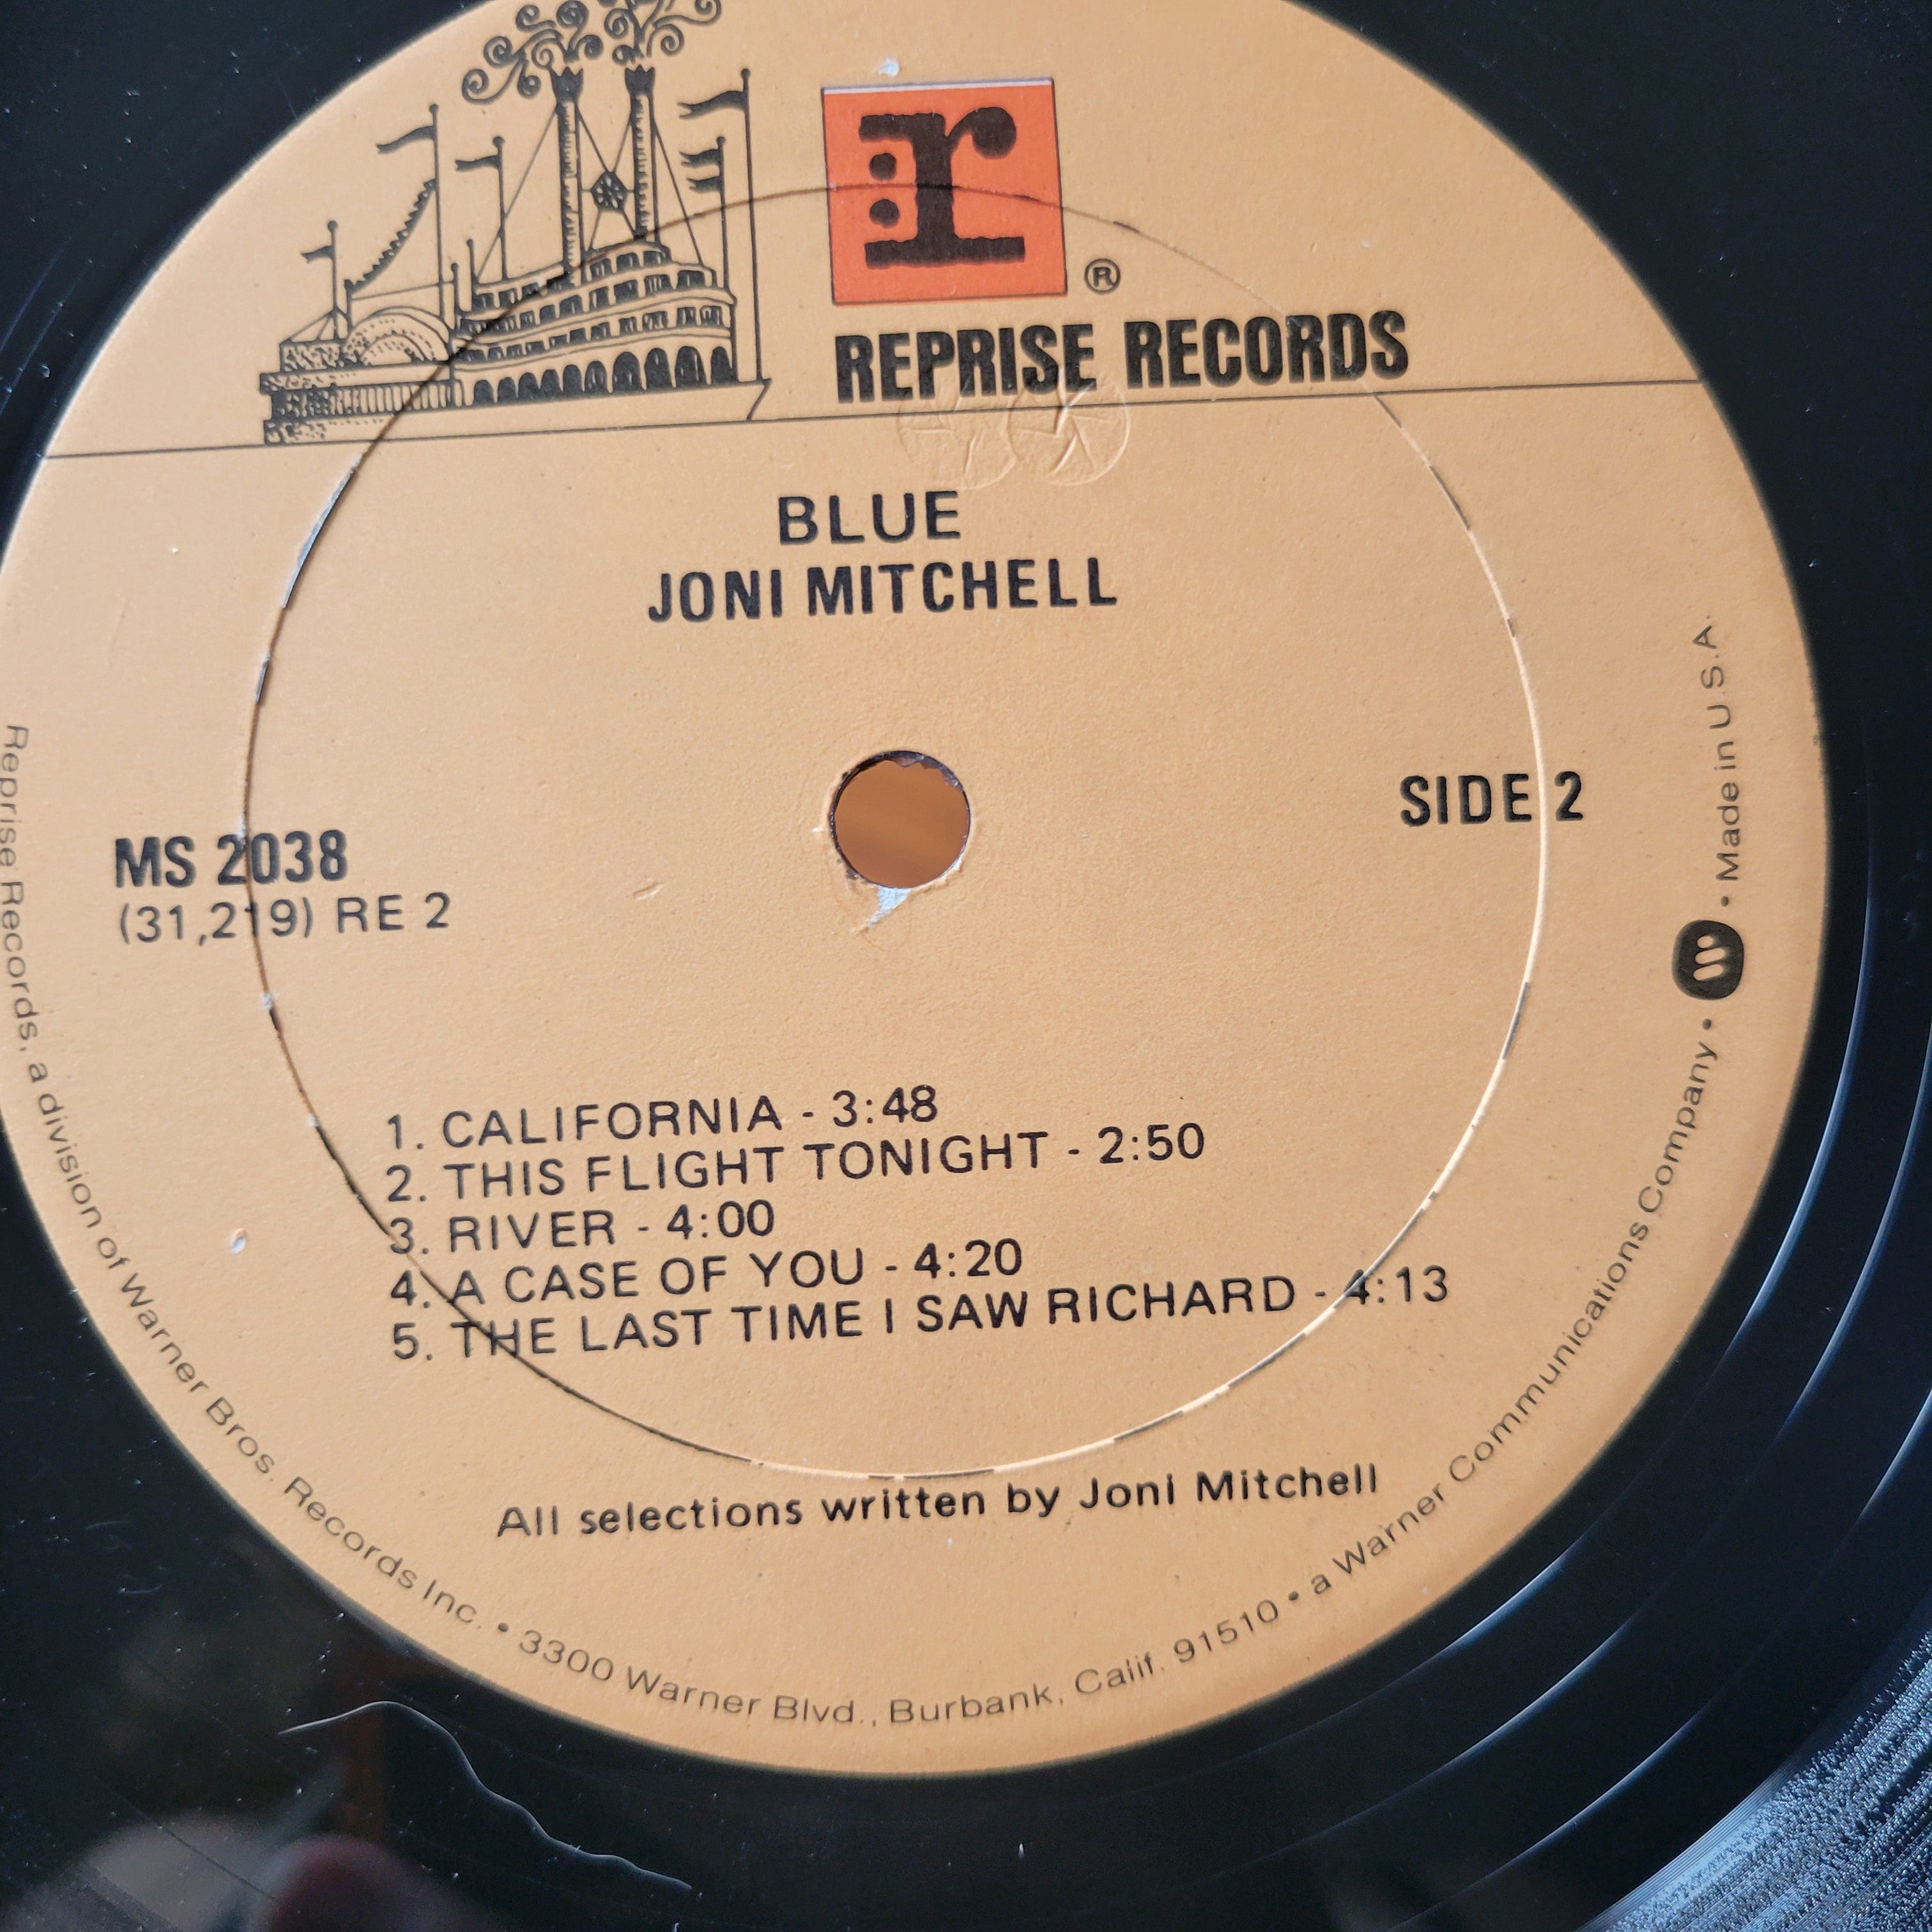 r
®
REPRISE RECORDS
BLUE
JONI MITCHELL
MS 2038
(31,219) RE 2
SIDE 2
1. CALIFORNIA - 3:48
2. THIS FLIGHT TONIGHT - 2:50
3. RIVER - 4:00
4. A CASE OF YOU - 4:20
5. THE LAST TIME I SAW RICHARD - 4:13
All selections written by Joni Mitchell
Reprise Records, a division of Warner Bros. Records Inc. • 3300 Warner Blvd., Burbank, Calif. 91510 • a Warner Communications Company • W • Made in U.S.A.